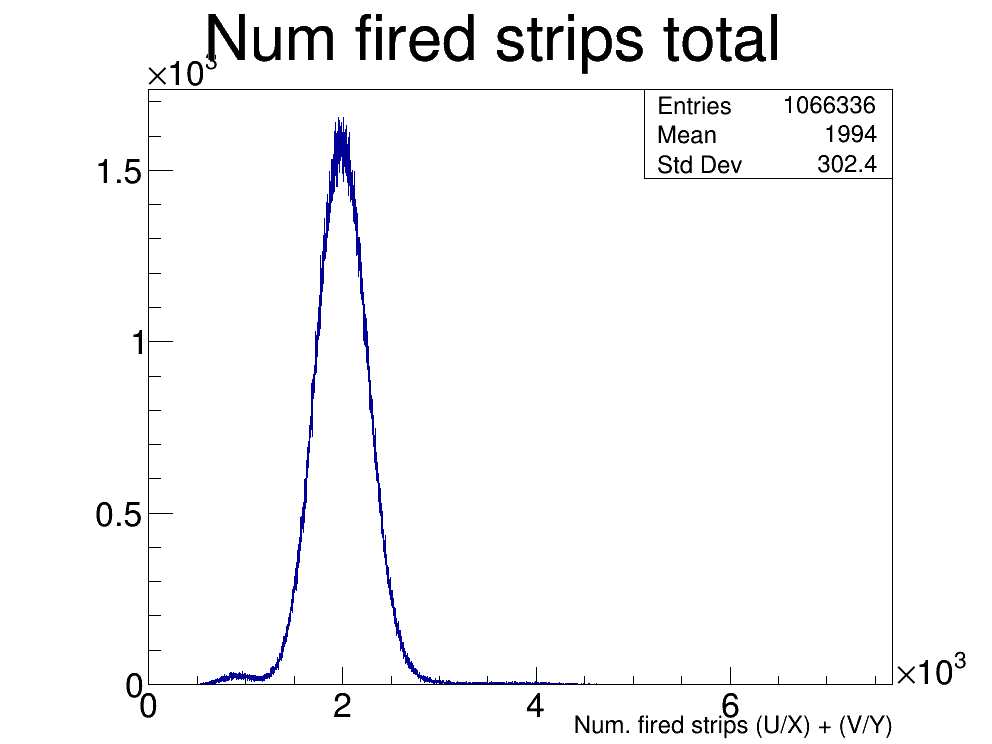 Num fired strips total
×10³
Entries 1066336
Mean 1994
Std Dev 302.4
1.5
1
0.5
0
0 2 4 6
×10³
Num. fired strips (U/X) + (V/Y)